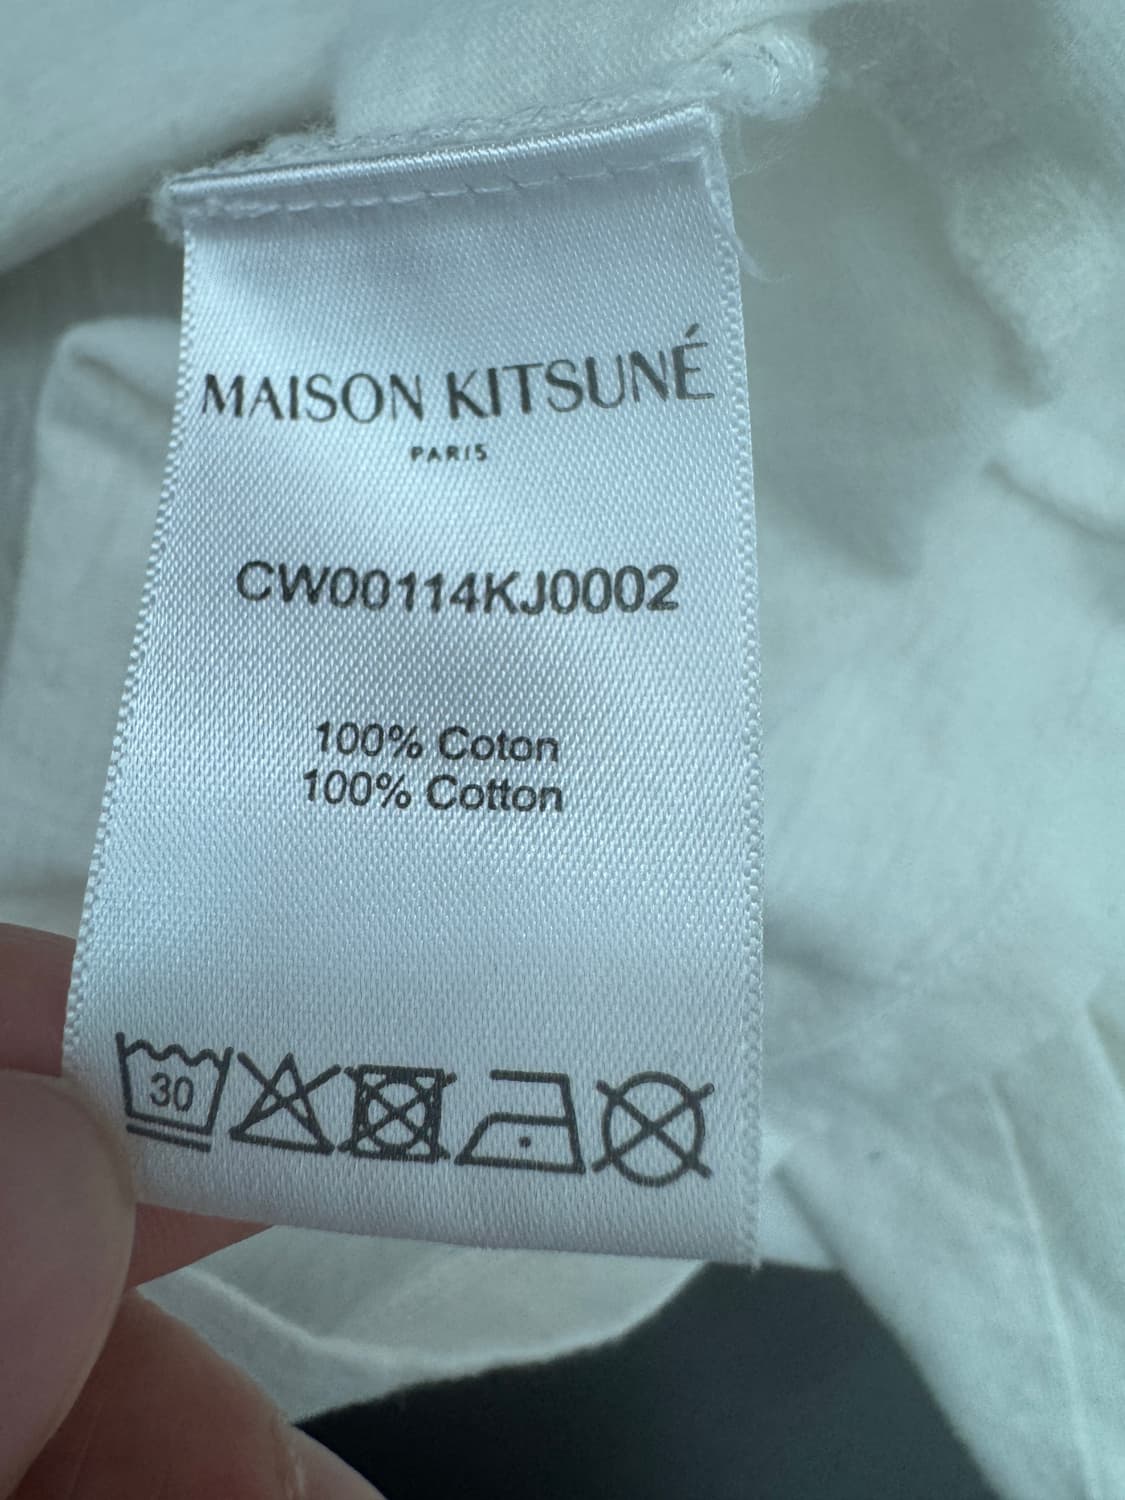 MAISON KITSUNÉ
PARIS
CW00114KJ0002
100% Coton
100% Cotton
30